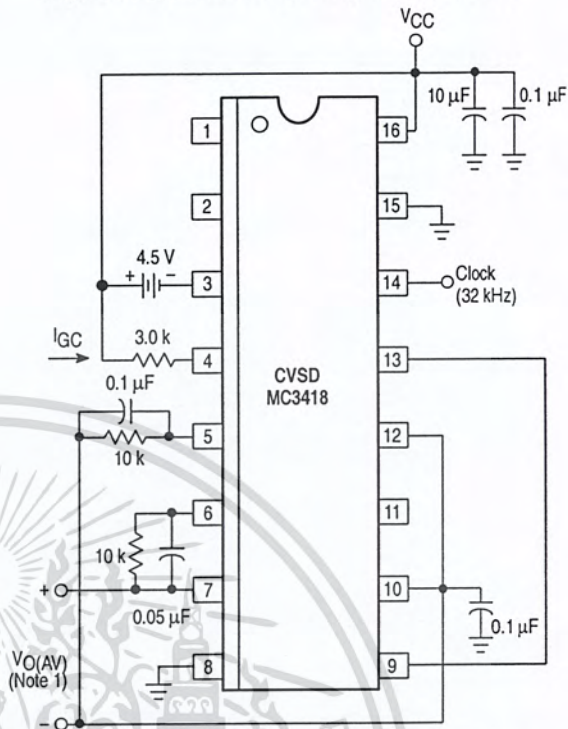 VCC
10 μF
0.1 μF
1
16
2
15
4.5 V
+
−
3
14
Clock
(32 kHz)
IGC
3.0 k
4
13
0.1 μF
CVSD
MC3418
5
12
10 k
6
11
10 k
+
7
10
0.05 μF
0.1 μF
VO(AV)
(Note 1)
8
9
−